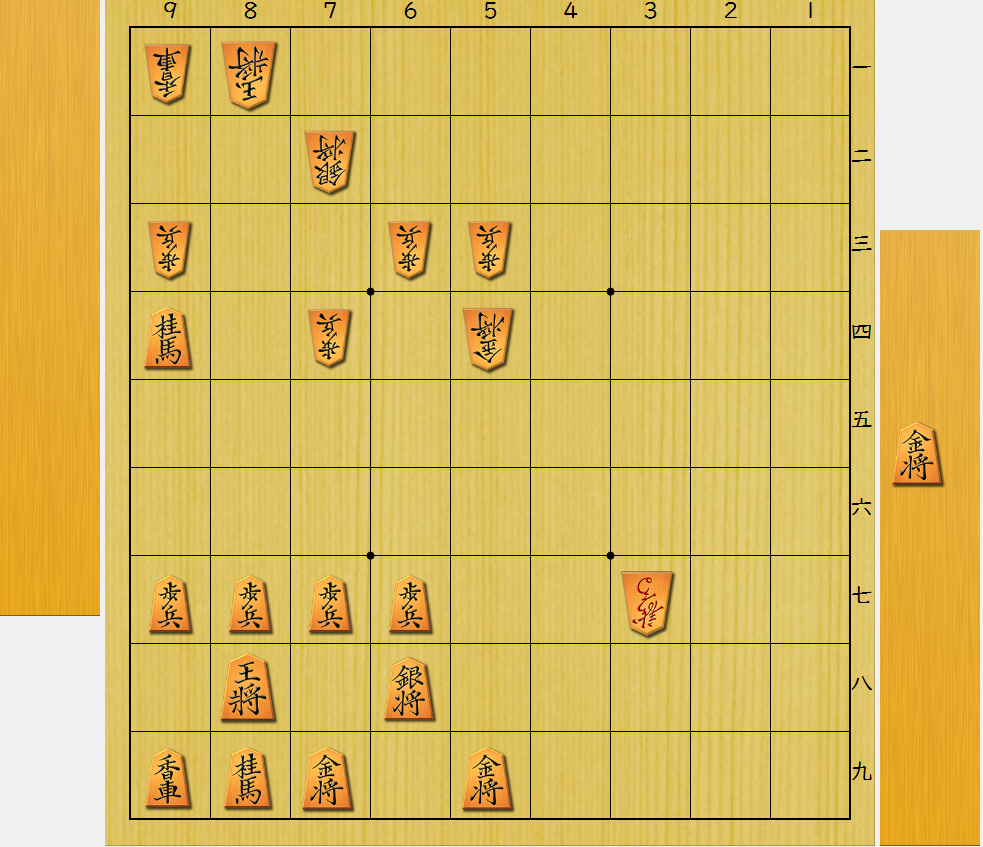 9 8 7 6 5 4 3 2 1
香車 玉将 一
銀将 二
歩兵 歩兵 歩兵 三
桂馬 歩兵 金将 四
五
金将
六
歩兵 歩兵 歩兵 歩兵 七
王将 銀将 八
香車 桂馬 金将 金将 九